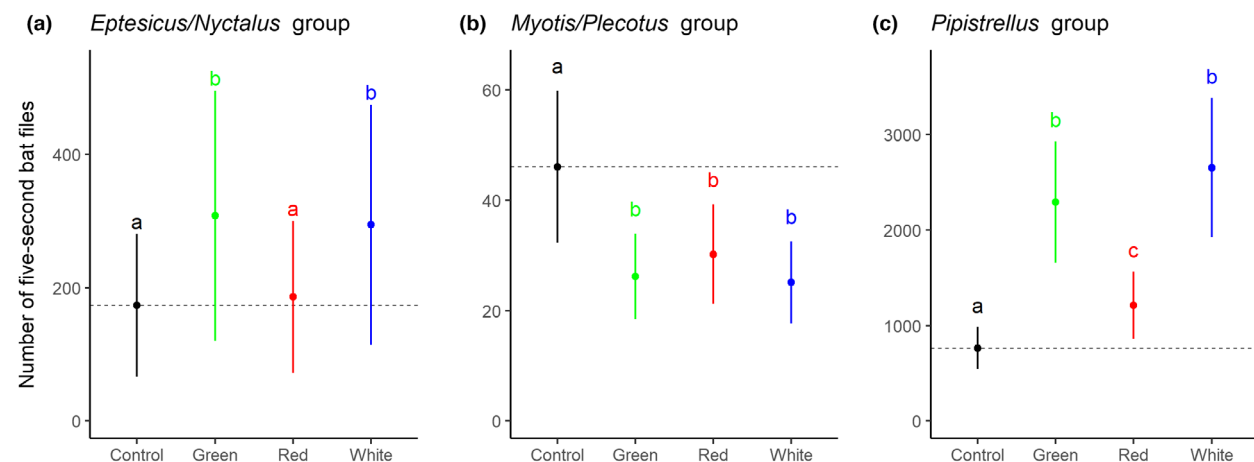 (a) Eptesicus/Nyctalus group
(b) Myotis/Plecotus group
(c) Pipistrellus group
Number of five-second bat files
400
200
0
a
b
a
b
Control Green Red White
60
40
20
0
a
b
b
b
Control Green Red White
3000
2000
1000
0
a
b
c
b
Control Green Red White